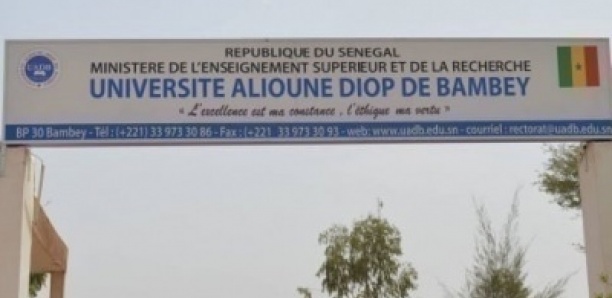 REPUBLIQUE DU SENEGAL
MINISTERE DE L'ENSEIGNEMENT SUPERIEUR ET DE LA RECHERCHE
UNIVERSITE ALIOUNE DIOP DE BAMBEY
« L'excellence est ma constance, l'éthique ma vertu »
BP 30 Bambey - Tél : (+221) 33 973 30 86 - Fax : (+221 33 973 30 93 - web: www.uadb.edu.sn - courriel : rectorat@uadb.edu.sn
UADB